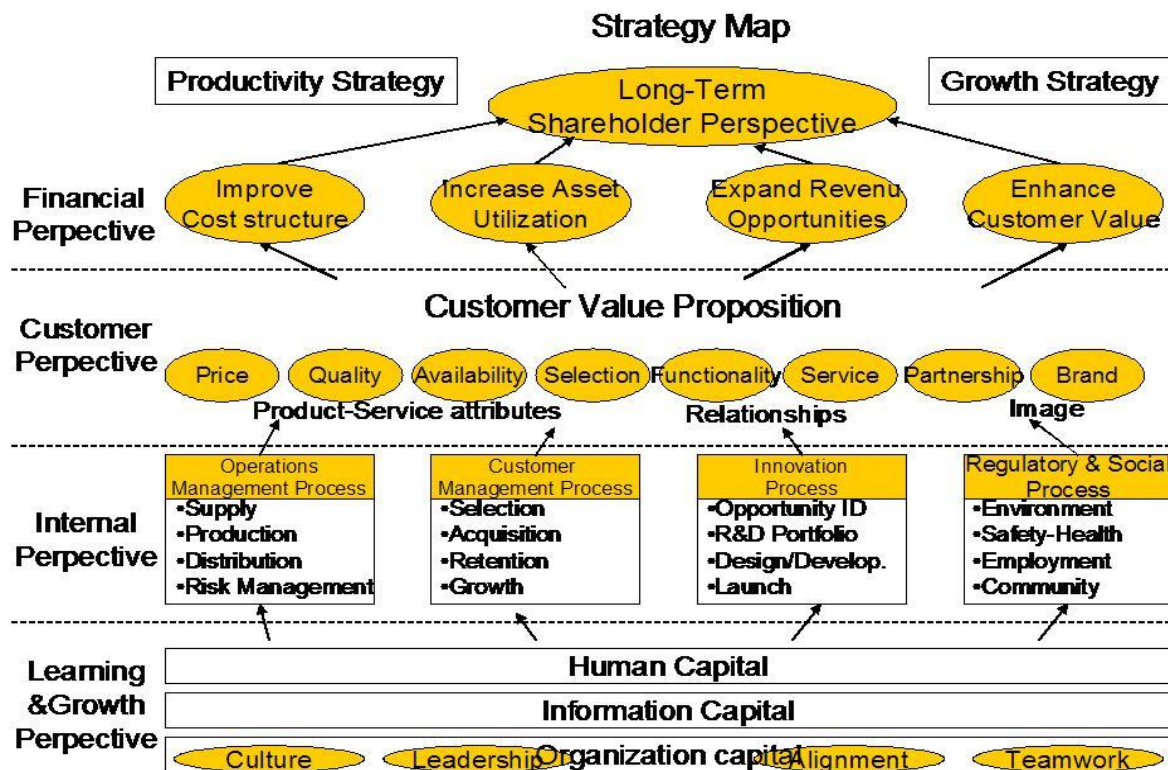 Strategy Map
Productivity Strategy
Growth Strategy
Long-Term
Shareholder Perspective
Financial
Perpective
Improve
Cost structure
Increase Asset
Utilization
Expand Revenu
Opportunities
Enhance
Customer Value
Customer Value Proposition
Customer
Perpective
Price
Quality
Availability
Selection
Functionality
Service
Partnership
Brand
Product-Service attributes
Relationships
Image
Internal
Perspective
Operations
Management Process
•Supply
•Production
•Distribution
•Risk Management
Customer
Management Process
•Selection
•Acquisition
•Retention
•Growth
Innovation
Process
•Opportunity ID
•R&D Portfolio
•Design/Develop.
•Launch
Regulatory & Social
Process
•Environment
•Safety-Health
•Employment
•Community
Learning
&Growth
Perpective
Human Capital
Information Capital
Organization capital
Culture
Leadership
Alignment
Teamwork